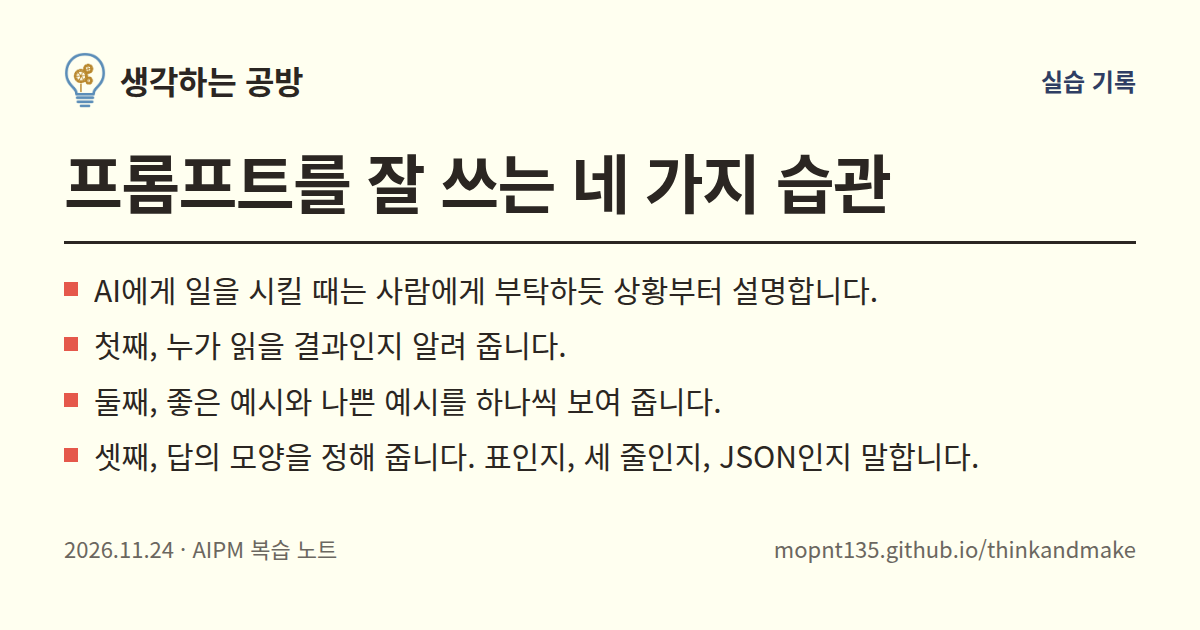 생각하는 공방
실습 기록
프롬프트를 잘 쓰는 네 가지 습관
AI에게 일을 시킬 때는 사람에게 부탁하듯 상황부터 설명합니다.
첫째, 누가 읽을 결과인지 알려 줍니다.
둘째, 좋은 예시와 나쁜 예시를 하나씩 보여 줍니다.
셋째, 답의 모양을 정해 줍니다. 표인지, 세 줄인지, JSON인지 말합니다.
2026.11.24 · AIPM 복습 노트
mopnt135.github.io/thinkandmake